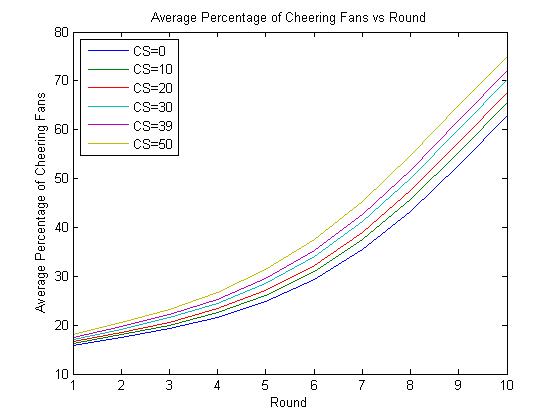 Average Percentage of Cheering Fans vs Round
80
70
60
50
40
30
20
10
Average Percentage of Cheering Fans
CS=0
CS=10
CS=20
CS=30
CS=39
CS=50
1 2 3 4 5 6 7 8 9 10
Round